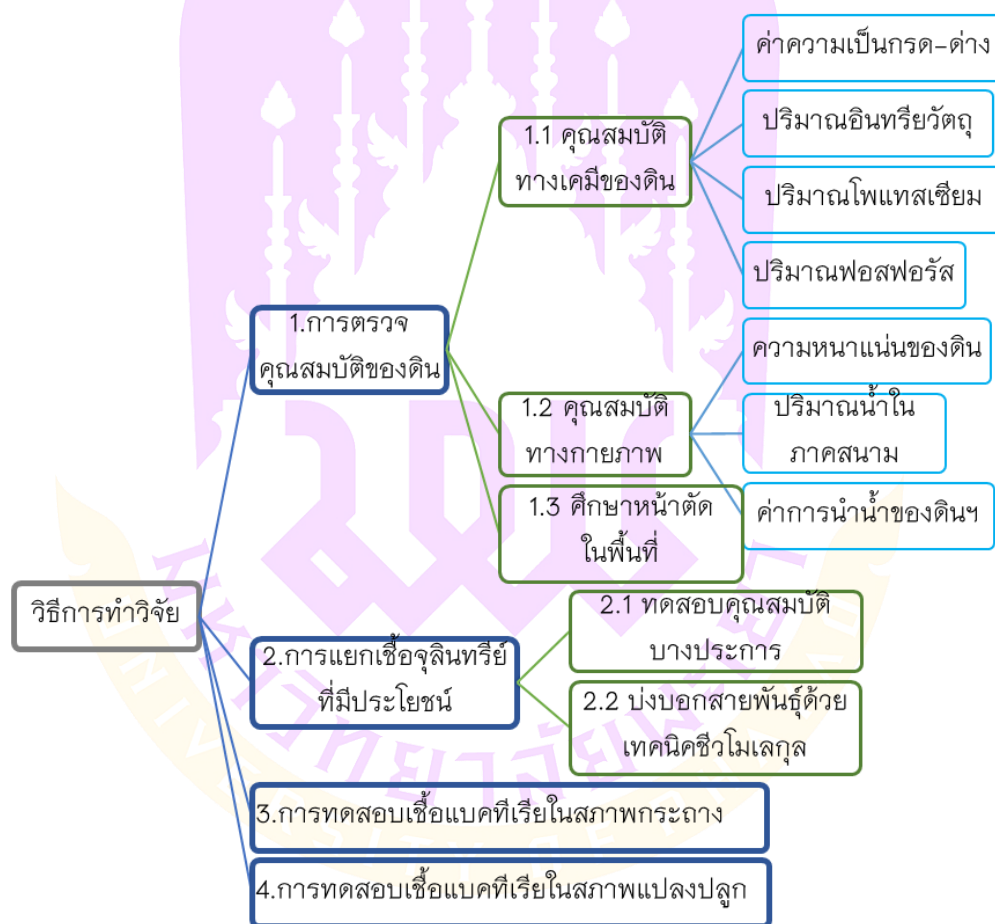 วิธีการทำวิจัย
1.การตรวจ
คุณสมบัติของดิน
1.1 คุณสมบัติ
ทางเคมีของดิน
ค่าความเป็นกรด-ด่าง
ปริมาณอินทรียวัตถุ
ปริมาณโพแทสเซียม
ปริมาณฟอสฟอรัส
1.2 คุณสมบัติ
ทางกายภาพ
ความหนาแน่นของดิน
ปริมาณน้ำใน
ภาคสนาม
ค่าการนำน้ำของดินฯ
1.3 ศึกษาหน้าตัด
ในพื้นที่
2.การแยกเชื้อจุลินทรีย์
ที่มีประโยชน์
2.1 ทดสอบคุณสมบัติ
บางประการ
2.2 บ่งบอกสายพันธุ์ด้วย
เทคนิคชีวโมเลกุล
3.การทดสอบเชื้อแบคทีเรียในสภาพกระถาง
4.การทดสอบเชื้อแบคทีเรียในสภาพแปลงปลูก